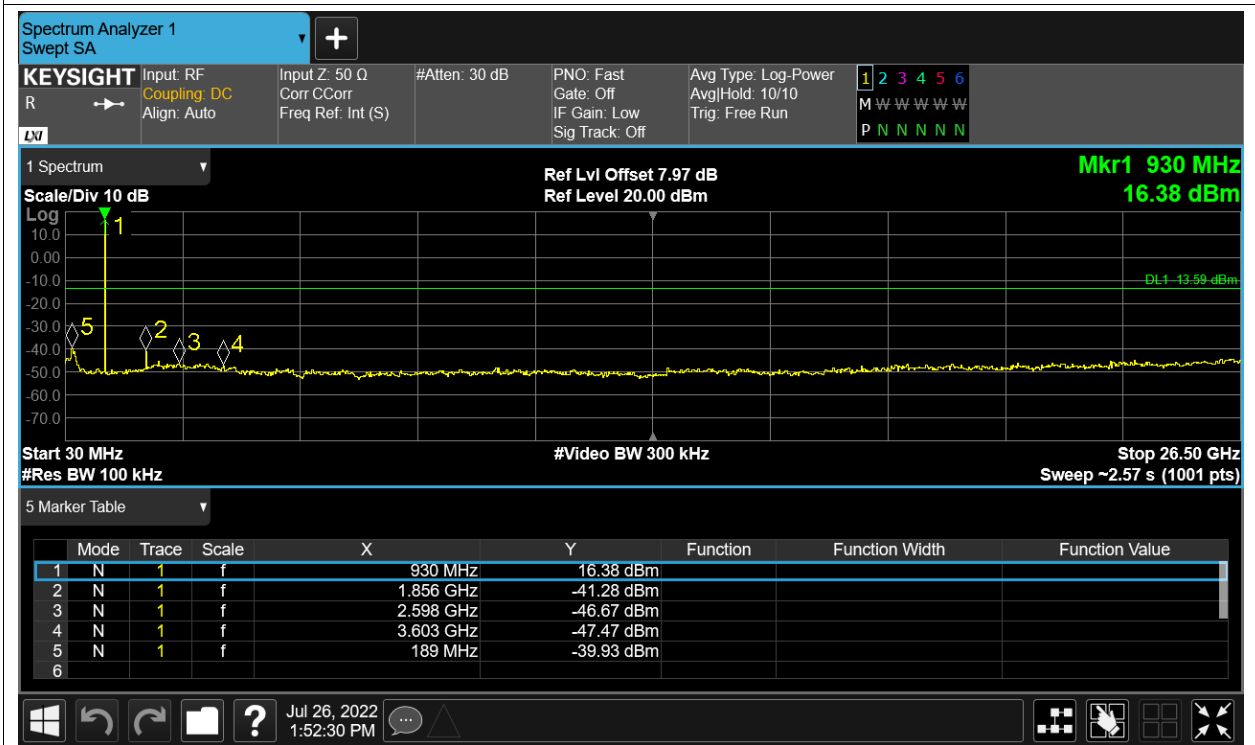 Spectrum Analyzer 1
Swept SA
+
KEYSIGHT Input: RF Input Z: 50 Ω #Atten: 30 dB PNO: Fast Avg Type: Log-Power 1 2 3 4 5 6
R Coupling: DC Corr CCorr Gate: Off Avg|Hold: 10/10 M W W W W W
Align: Auto Freq Ref: Int (S) IF Gain: Low Trig: Free Run
LXI Sig Track: Off P N N N N N
1 Spectrum Ref Lvl Offset 7.97 dB Mkr1 930 MHz
Scale/Div 10 dB Ref Level 20.00 dBm 16.38 dBm
Log
1
10.0
0.00
-10.0 DL1 -13.59 dBm
-20.0
-30.0 5 2 3 4
-40.0
-50.0
-60.0
-70.0
Start 30 MHz #Video BW 300 kHz Stop 26.50 GHz
#Res BW 100 kHz Sweep ~2.57 s (1001 pts)
5 Marker Table
Mode Trace Scale X Y Function Function Width Function Value
1 N 1 f 930 MHz 16.38 dBm
2 N 1 f 1.856 GHz -41.28 dBm
3 N 1 f 2.598 GHz -46.67 dBm
4 N 1 f 3.603 GHz -47.47 dBm
5 N 1 f 189 MHz -39.93 dBm
6
? Jul 26, 2022
1:52:30 PM